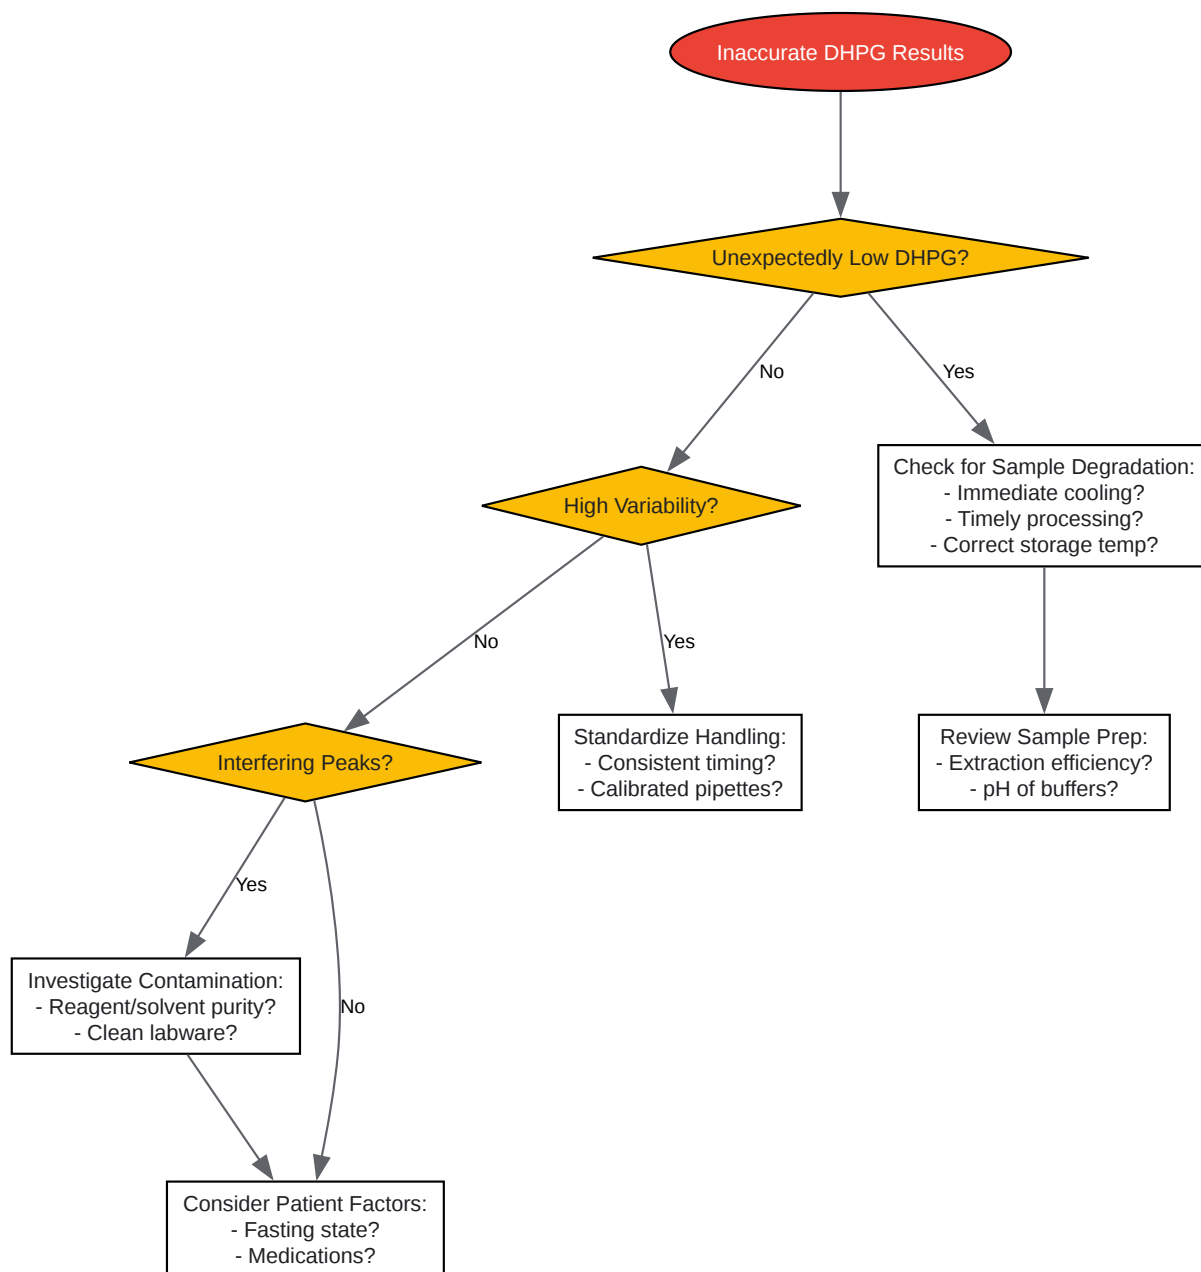 Inaccurate DHPG Results
Unexpectedly Low DHPG?
No
Yes
Check for Sample Degradation:
- Immediate cooling?
- Timely processing?
- Correct storage temp?
High Variability?
No
Yes
Standardize Handling:
- Consistent timing?
- Calibrated pipettes?
Review Sample Prep:
- Extraction efficiency?
- pH of buffers?
Interfering Peaks?
Yes
No
Investigate Contamination:
- Reagent/solvent purity?
- Clean labware?
Consider Patient Factors:
- Fasting state?
- Medications?